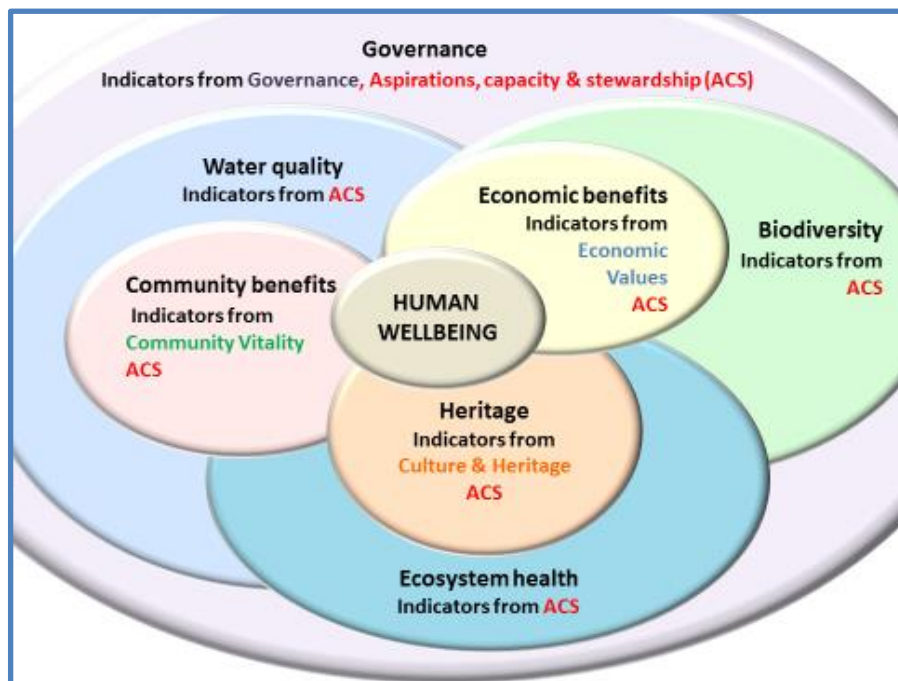 Governance
Indicators from Governance, Aspirations, capacity & stewardship (ACS)
Water quality
Indicators from ACS
Economic benefits
Indicators from
Economic
Values
ACS
Biodiversity
Indicators from
ACS
Community benefits
Indicators from
Community Vitality
ACS
HUMAN
WELLBEING
Heritage
Indicators from
Culture & Heritage
ACS
Ecosystem health
Indicators from ACS